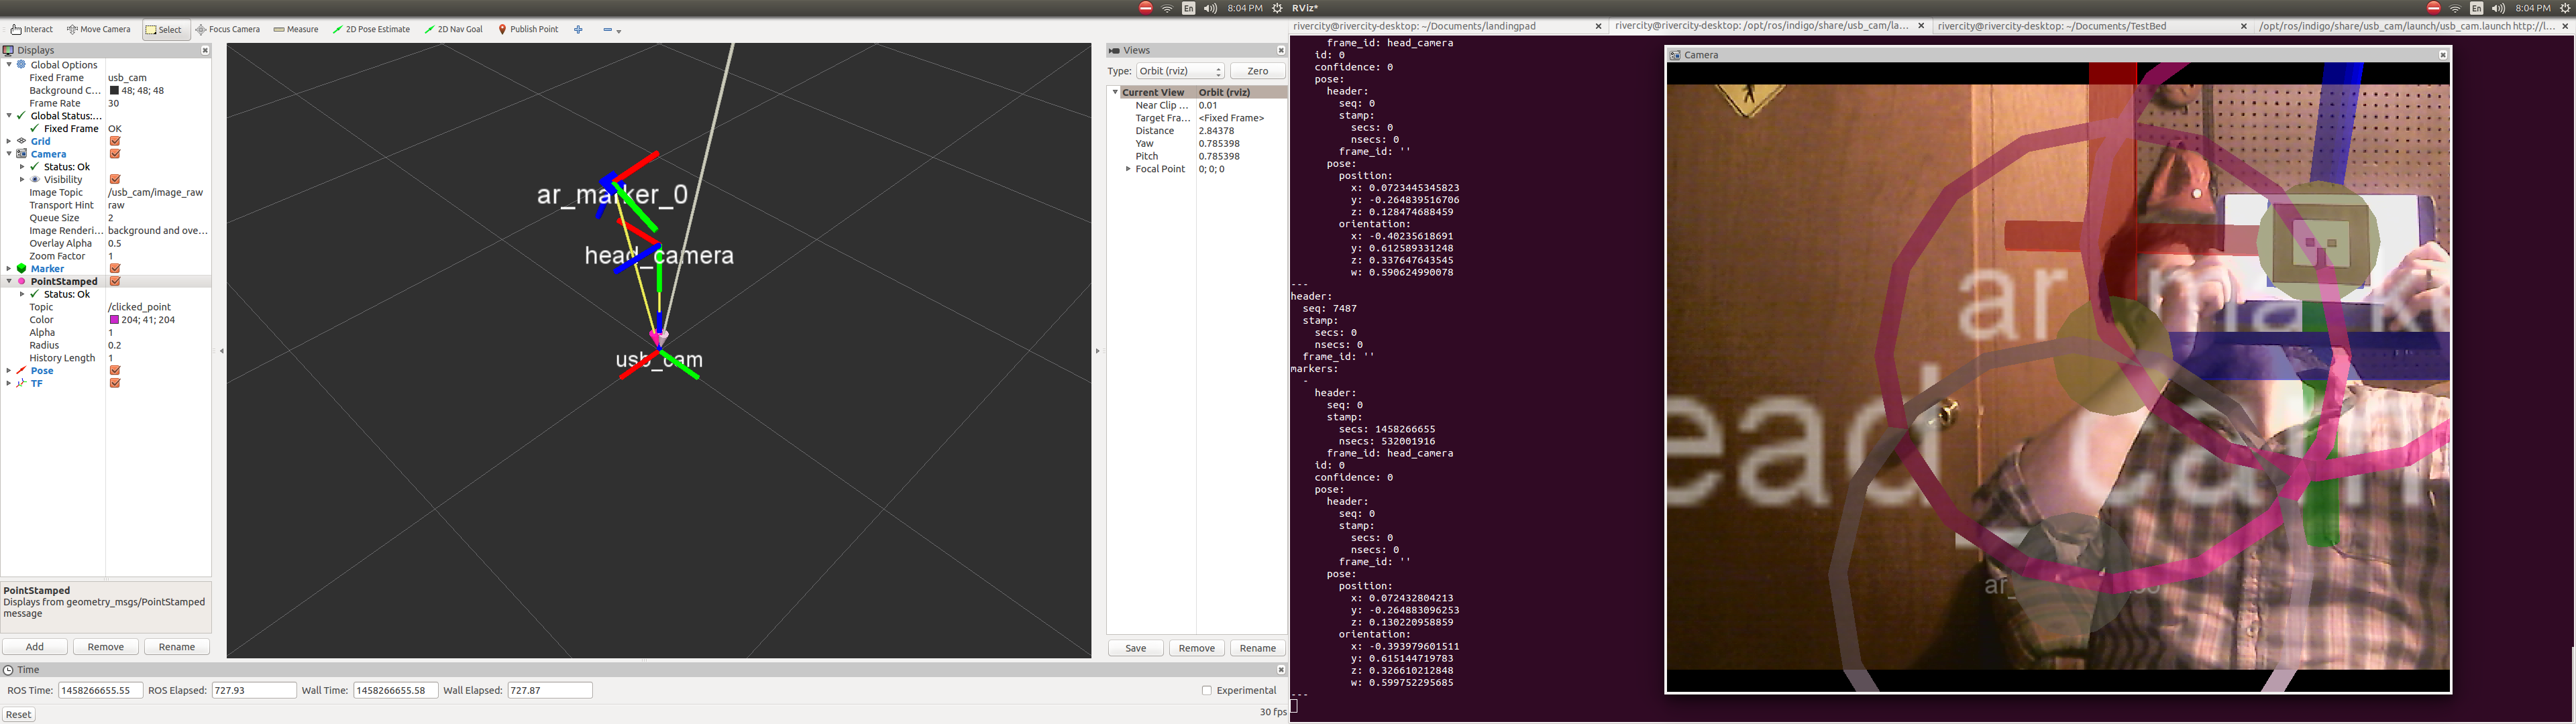 En 8:04 PM RViz*
En 8:04 PM
Interact Move Camera Select Focus Camera Measure 2D Pose Estimate 2D Nav Goal Publish Point
Displays
Global Options
Fixed Frame usb_cam
Background C... 48; 48; 48
Frame Rate 30
Global Status:...
Fixed Frame OK
Grid
Camera
Status: Ok
Visibility
Image Topic /usb_cam/image_raw
Transport Hint raw
Queue Size 2
Image Renderi... background and ove...
Overlay Alpha 0.5
Zoom Factor 1
Marker
PointStamped
Status: Ok
Topic /clicked_point
Color 204; 41; 204
Alpha 1
Radius 0.2
History Length 1
Pose
TF
PointStamped
Displays from geometry_msgs/PointStamped
message
Add Remove Rename
ar_marker_0
head_camera
usb_cam
Views
Type: Orbit (rviz) Zero
Current View Orbit (rviz)
Near Clip ... 0.01
Target Fra... <Fixed Frame>
Distance 2.84378
Yaw 0.785398
Pitch 0.785398
Focal Point 0; 0; 0
Save Remove Rename
Time
ROS Time: 1458266655.55 ROS Elapsed: 727.93 Wall Time: 1458266655.58 Wall Elapsed: 727.87 Experimental
Reset 30 fps
rivercity@rivercity-desktop: ~/Documents/landingpad
rivercity@rivercity-desktop: /opt/ros/indigo/share/usb_cam/la...
rivercity@rivercity-desktop: ~/Documents/TestBed
/opt/ros/indigo/share/usb_cam/launch/usb_cam.launch http://l...
frame_id: head_camera
id: 0
confidence: 0
pose:
header:
seq: 0
stamp:
secs: 0
nsecs: 0
frame_id: ''
pose:
position:
x: 0.0723445345823
y: -0.264839516706
z: 0.128474688459
orientation:
x: -0.40235618691
y: 0.612589331248
z: 0.337647643545
w: 0.590624990078
---
header:
seq: 7487
stamp:
secs: 0
nsecs: 0
frame_id: ''
markers:
-
header:
seq: 0
stamp:
secs: 1458266655
nsecs: 532001916
frame_id: head_camera
id: 0
confidence: 0
pose:
header:
seq: 0
stamp:
secs: 0
nsecs: 0
frame_id: ''
pose:
position:
x: 0.072432804213
y: -0.264883096253
z: 0.130220958859
orientation:
x: -0.393979601511
y: 0.615144719783
z: 0.326610212848
w: 0.599752295685
---
Camera
ar_mark
ead_cam